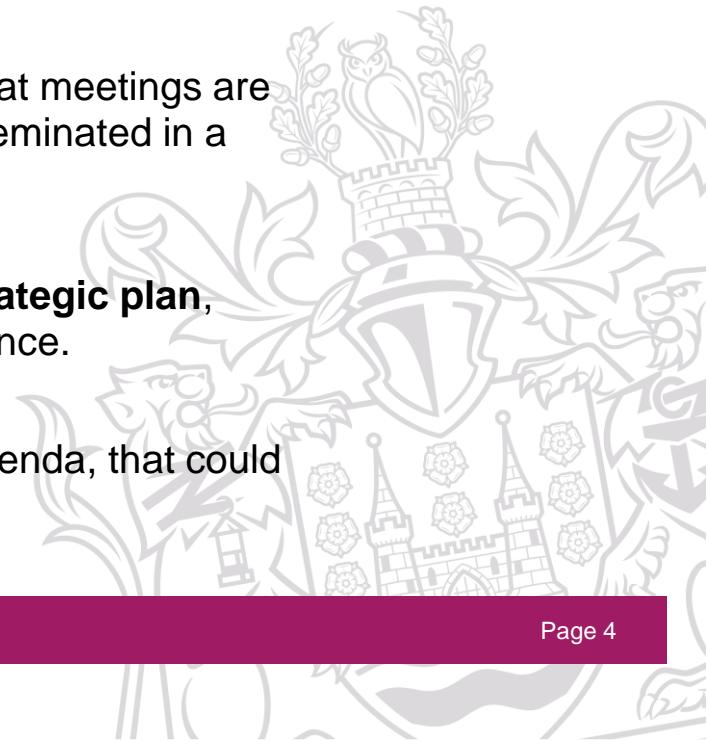 at meetings are
eminated in a
ategic plan,
nce.
enda, that could
Page 4